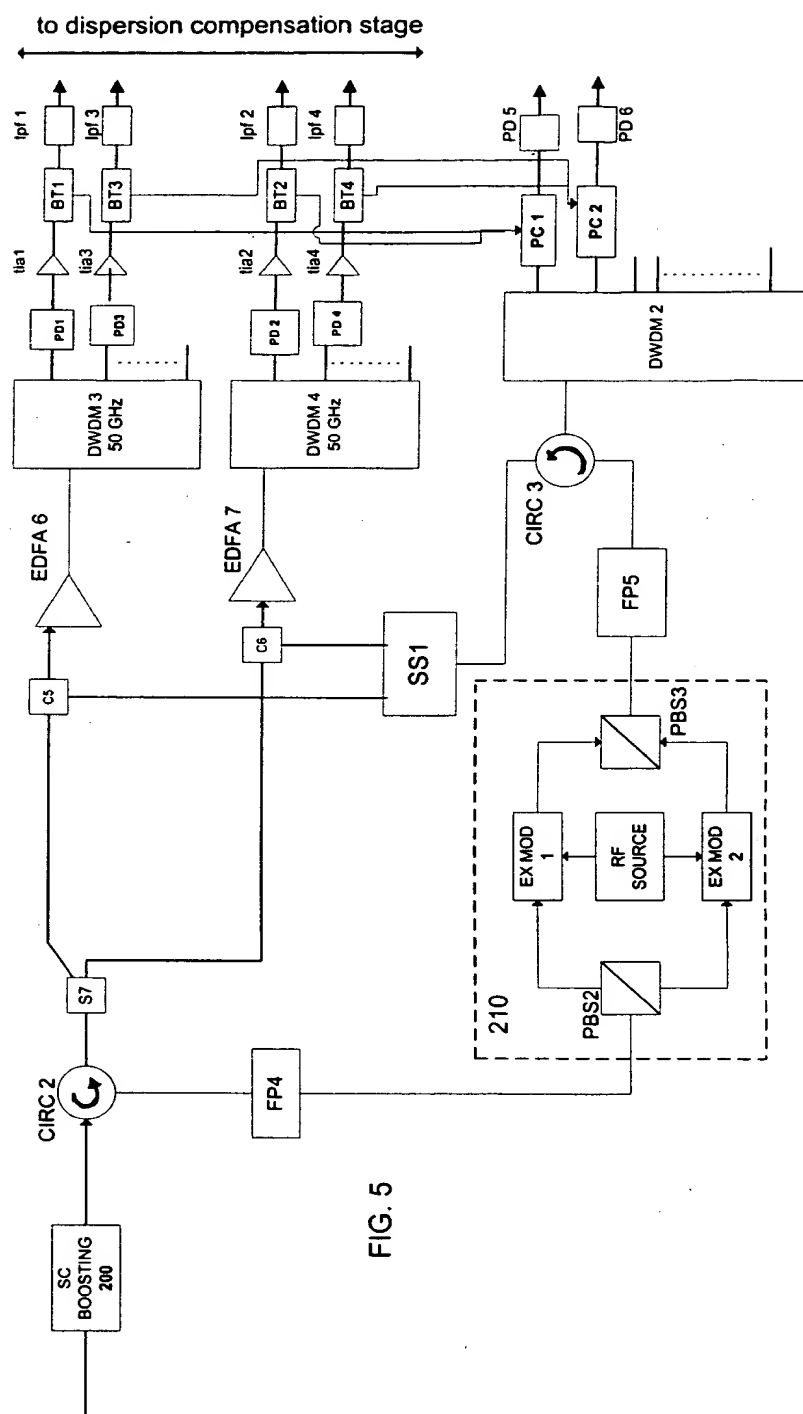 to dispersion compensation stage
lpf 1
lpf 3
lpf 2
lpf 4
BT1
BT3
BT2
BT4
PD 5
PD 6
tia1
tia3
tia2
tia4
PC 1
PC 2
PD1
PD3
PD 2
PD 4
DWDM 3
50 GHz
DWDM 4
50 GHz
DWDM 2
EDFA 6
EDFA 7
CIRC 3
C5
C6
SS1
FP5
PBS3
EX MOD
1
RF
SOURCE
EX MOD
2
S7
210
PBS2
CIRC 2
FP4
SC
BOOSTING
200
FIG. 5